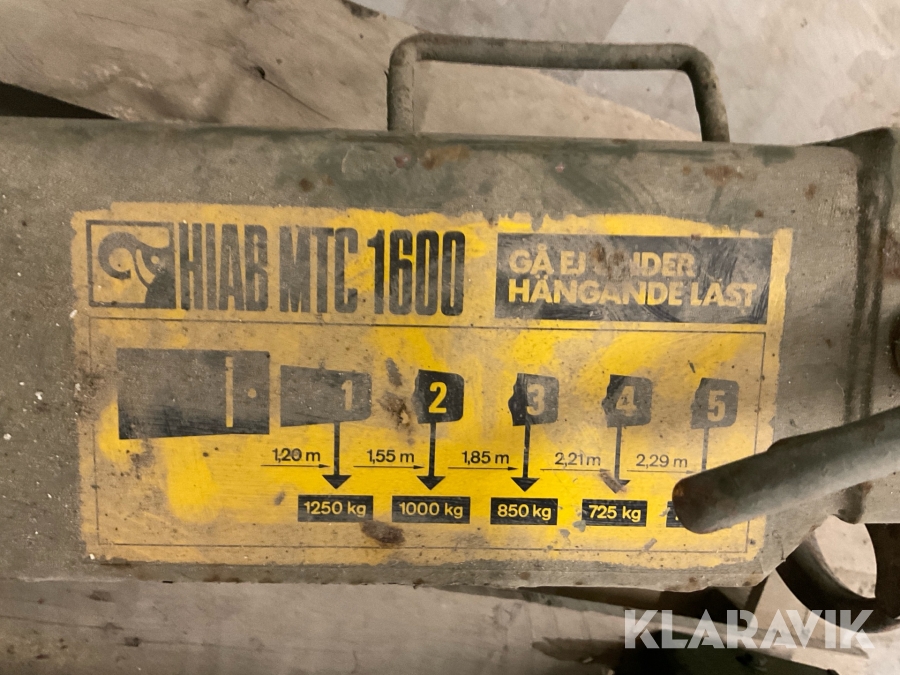 HIAB MTC 1600
GÅ EJ UNDER
HÄNGANDE LAST
1 2 3 4 5
1,20 m 1,55 m 1,85 m 2,21 m 2,29 m
1250 kg 1000 kg 850 kg 725 kg
KLARAVIK